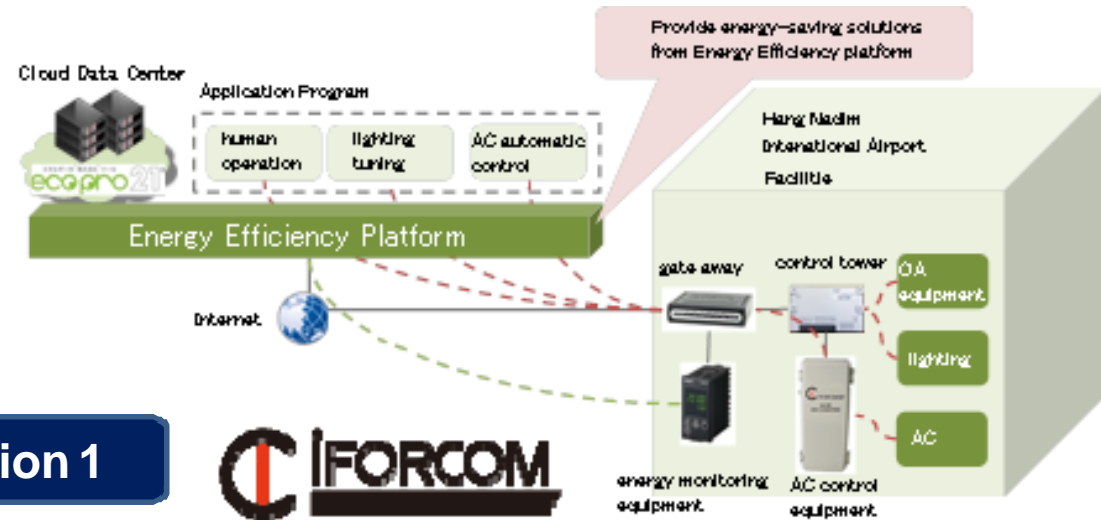 Provide energy-saving solutions
from Energy Efficiency platform
Cloud Data Center
ecopro21
Application Program
human
operation
lighting
tuning
AC automatic
control
Hang Nadim
International Airport
Facilitie
Energy Efficiency Platform
gate away
control tower
OA
equipment
Internet
lighting
AC
energy monitoring
equipment
AC control
equipment
ion 1
IFORCOM